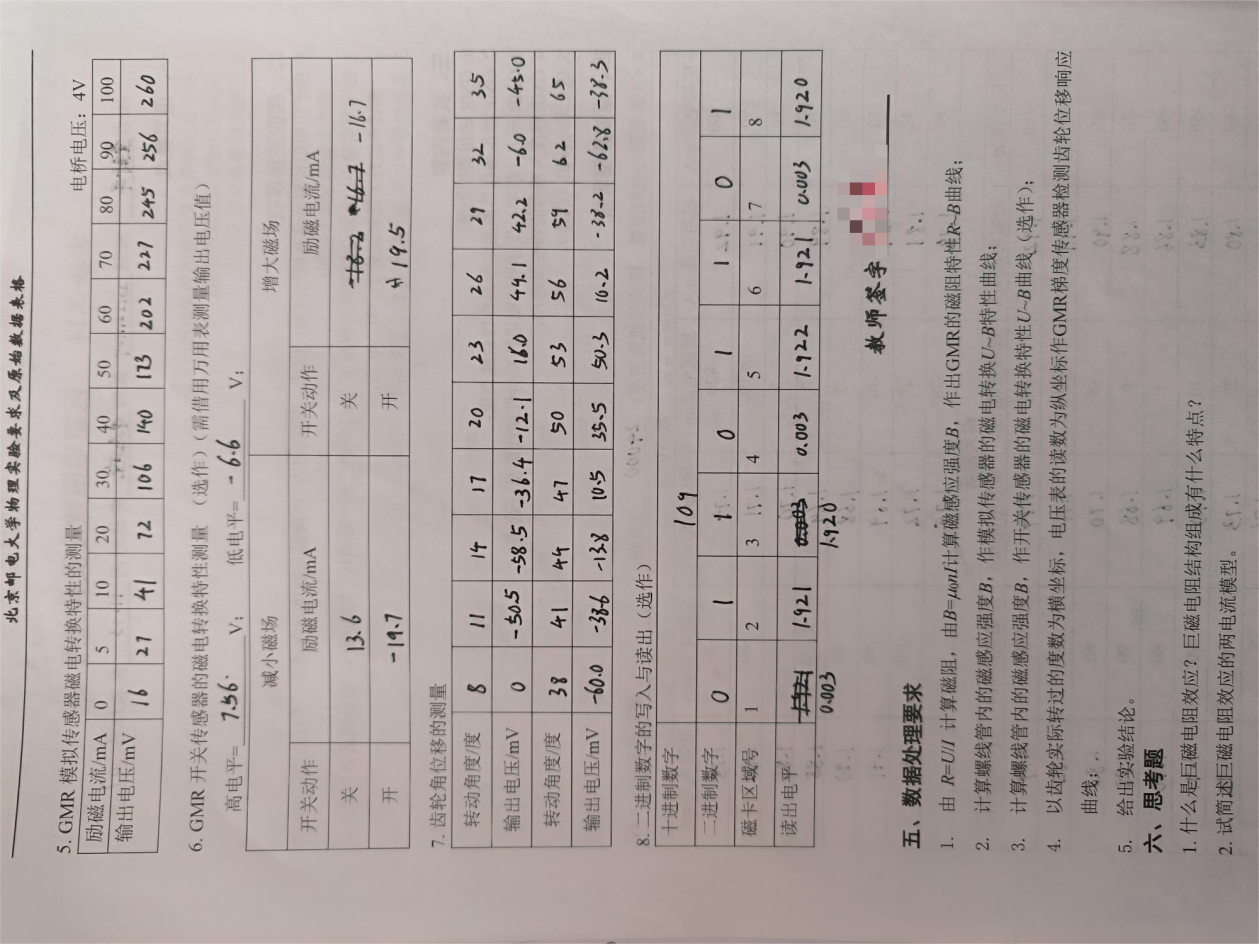 北京邮电大学物理实验要求及原始数据表格
5. GMR 模拟传感器磁电转换特性的测量 电桥电压：4V
励磁电流/mA 0 5 10 20 30 40 50 60 70 80 90 100
输出电压/mV 16 27 41 72 106 140 173 202 227 245 256 260
6. GMR 开关传感器的磁电转换特性测量 （选作）（需借用万用表测量输出电压值）
高电平= 7.56 V； 低电平= -6.6 V；
减小磁场 增大磁场
开关动作 励磁电流/mA 开关动作 励磁电流/mA
关 13.6 关 -18.2 -16.7 -16.7
开 -19.7 开 19.5
7. 齿轮角位移的测量
转动角度/度 8 11 14 17 20 23 26 29 32 35
输出电压/mV 0 -50.5 -58.5 -36.4 -12.1 16.0 44.1 42.2 -6.0 -45.0
转动角度/度 38 41 44 47 50 53 56 59 62 65
输出电压/mV -60.0 -38.6 -13.8 10.5 35.5 50.3 10.2 -38.2 -62.8 -38.3
8. 二进制数字的写入与读出（选作）
十进制数字 109
二进制数字 0 1 1 0 1 1 0 1
磁卡区域号 1 2 3 4 5 6 7 8
读出电平 1.921 1.921 0.003 0.003 1.922 1.921 0.003 1.920
0.003 1.920
教师签字
五、数据处理要求
1. 由 R=U/I 计算磁阻，由B=μ₀nI计算磁感应强度B，作出GMR的磁阻特性R~B曲线；
2. 计算螺线管内的磁感应强度B，作模拟传感器的磁电转换U~B特性曲线；
3. 计算螺线管内的磁感应强度B，作开关传感器的磁电转换特性U~B曲线（选作）；
4. 以齿轮实际转过的度数为横坐标，电压表的读数为纵坐标作GMR梯度传感器检测齿轮位移响应
曲线；
5. 给出实验结论。
六、思考题
1. 什么是巨磁电阻效应？巨磁电阻结构组成有什么特点？
2. 试简述巨磁电阻效应的两电流模型。